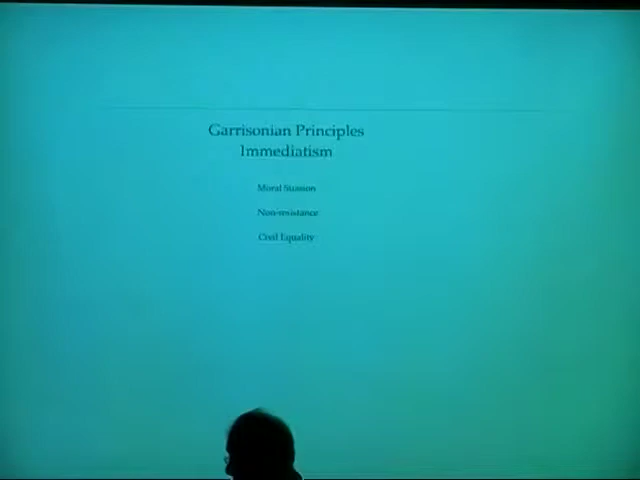 Garrisonian Principles
Immediatism
Moral Suasion
Non-resistance
Civil Equality